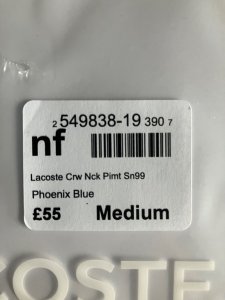 2 549838-19 390 7
nf
Lacoste Crw Nck Pimt Sn99
Phoenix Blue
£55 Medium
COSTE